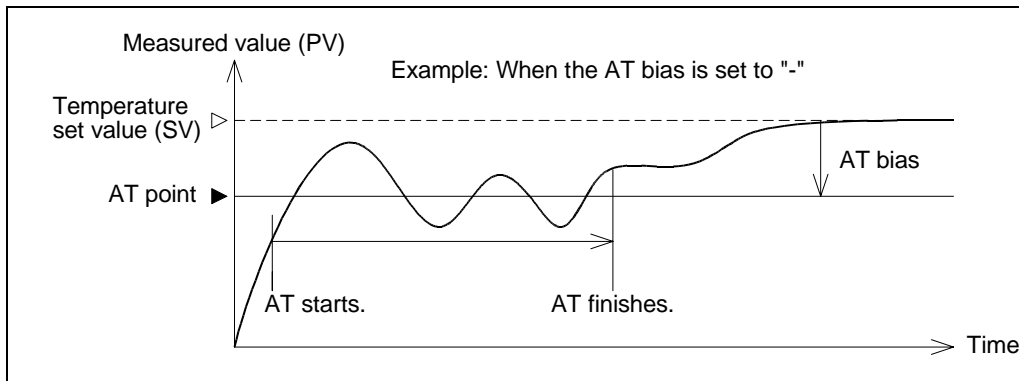 Measured value (PV)
Example: When the AT bias is set to "-"
Temperature
set value (SV)
AT bias
AT point
AT starts.
AT finishes.
Time